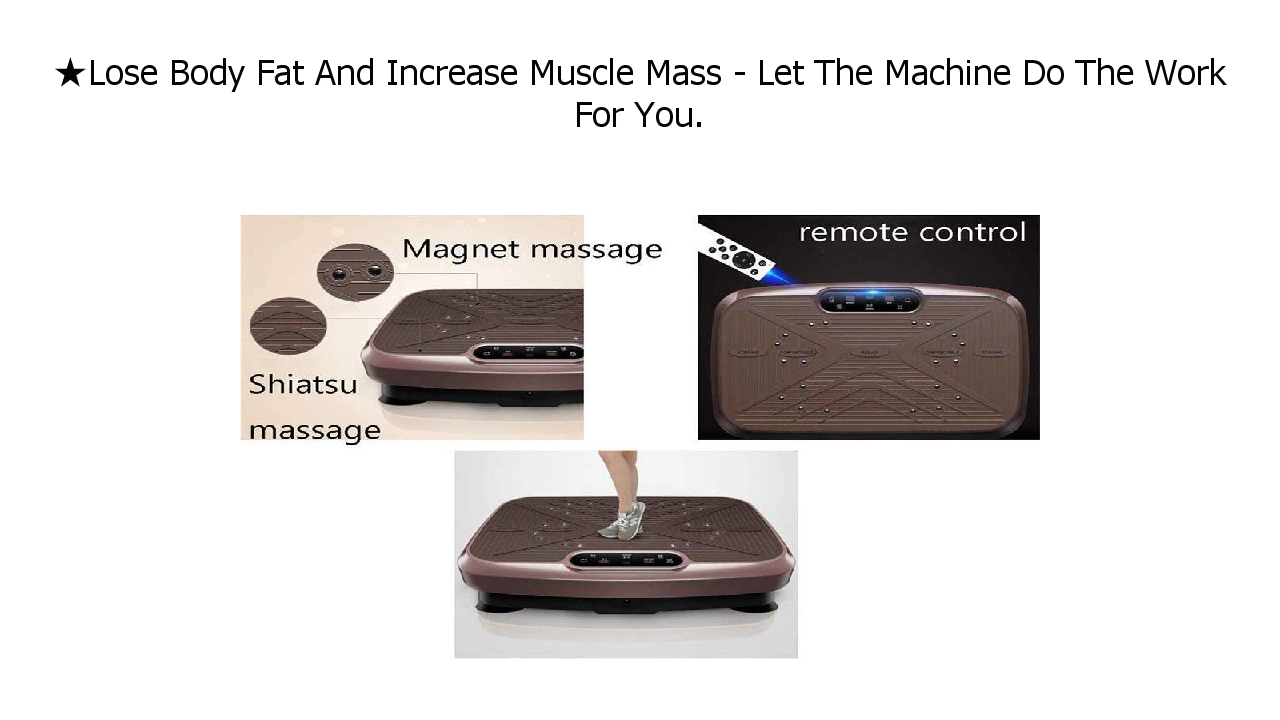 ★Lose Body Fat And Increase Muscle Mass - Let The Machine Do The Work
For You.
Magnet massage
Shiatsu
massage
remote control
RELAX